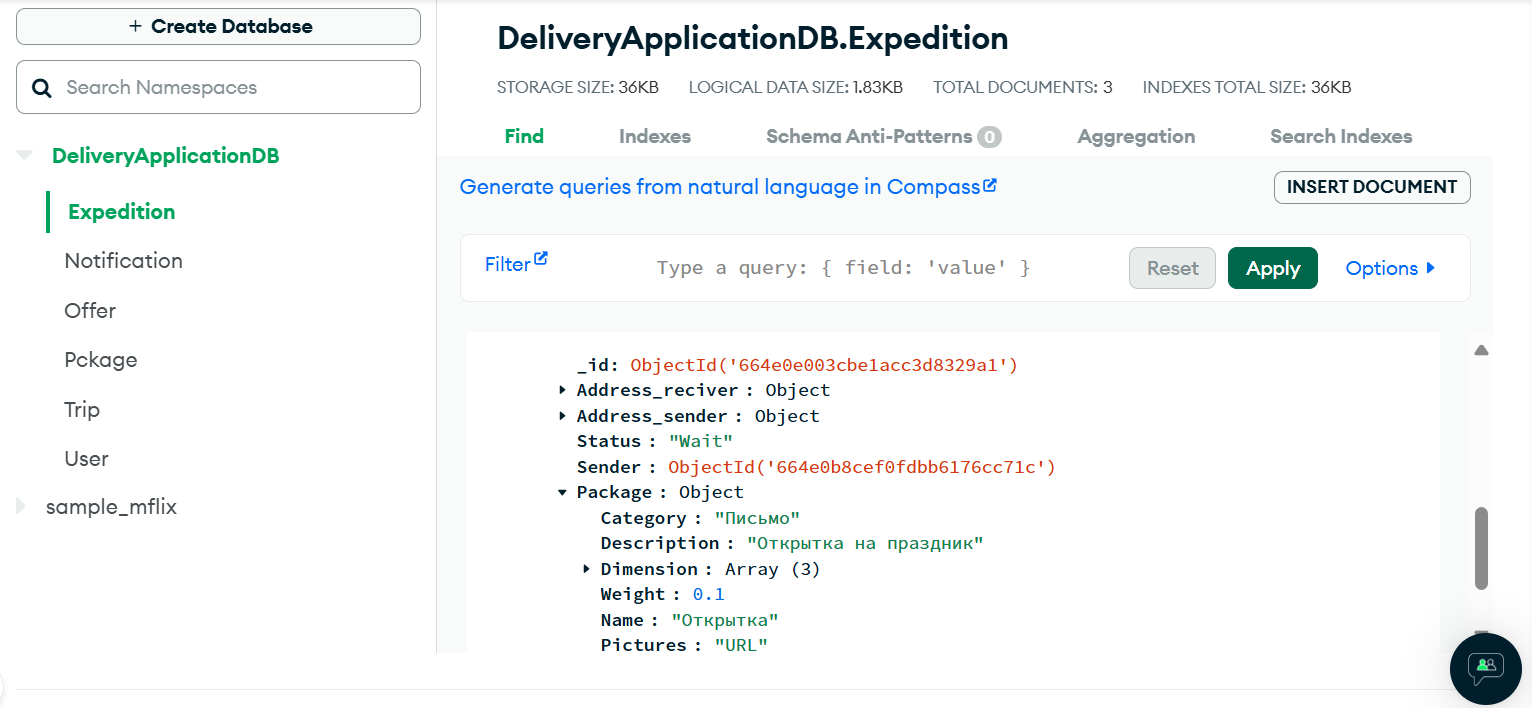 + Create Database
Search Namespaces
DeliveryApplicationDB
Expedition
Notification
Offer
Pckage
Trip
User
sample_mflix
DeliveryApplicationDB.Expedition
STORAGE SIZE: 36KB LOGICAL DATA SIZE: 1.83KB TOTAL DOCUMENTS: 3 INDEXES TOTAL SIZE: 36KB
Find Indexes Schema Anti-Patterns 0 Aggregation Search Indexes
Generate queries from natural language in Compass INSERT DOCUMENT
Filter Type a query: { field: 'value' } Reset Apply Options
_id: ObjectId('664e0e003cbe1acc3d8329a1')
Address_reciver : Object
Address_sender : Object
Status : "Wait"
Sender : ObjectId('664e0b8cef0fdbb6176cc71c')
Package : Object
Category : "Письмо"
Description : "Открытка на праздник"
Dimension : Array (3)
Weight : 0.1
Name : "Открытка"
Pictures : "URL"